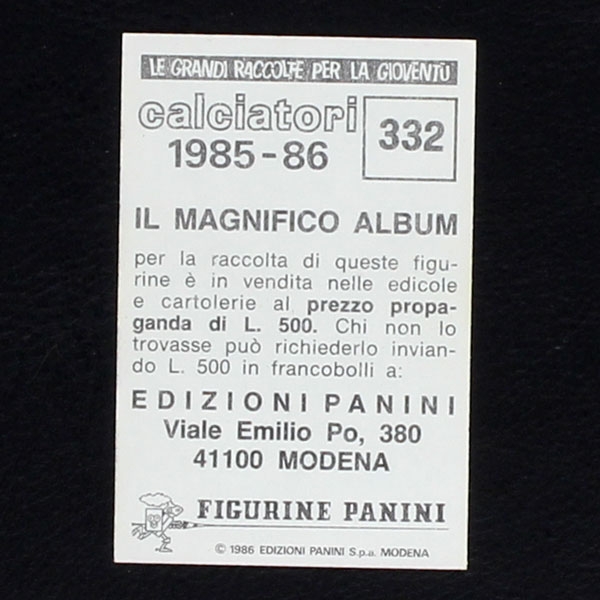 LE GRANDI RACCOLTE PER LA GIOVENTÙ
calciatori
1985-86
332
IL MAGNIFICO ALBUM
per la raccolta di queste figu-
rine è in vendita nelle edicole
e cartolerie al prezzo propa-
ganda di L. 500. Chi non lo
trovasse può richiederlo invian-
do L. 500 in francobolli a:
EDIZIONI PANINI
Viale Emilio Po, 380
41100 MODENA
FIGURINE PANINI
© 1986 EDIZIONI PANINI S.p.a. MODENA